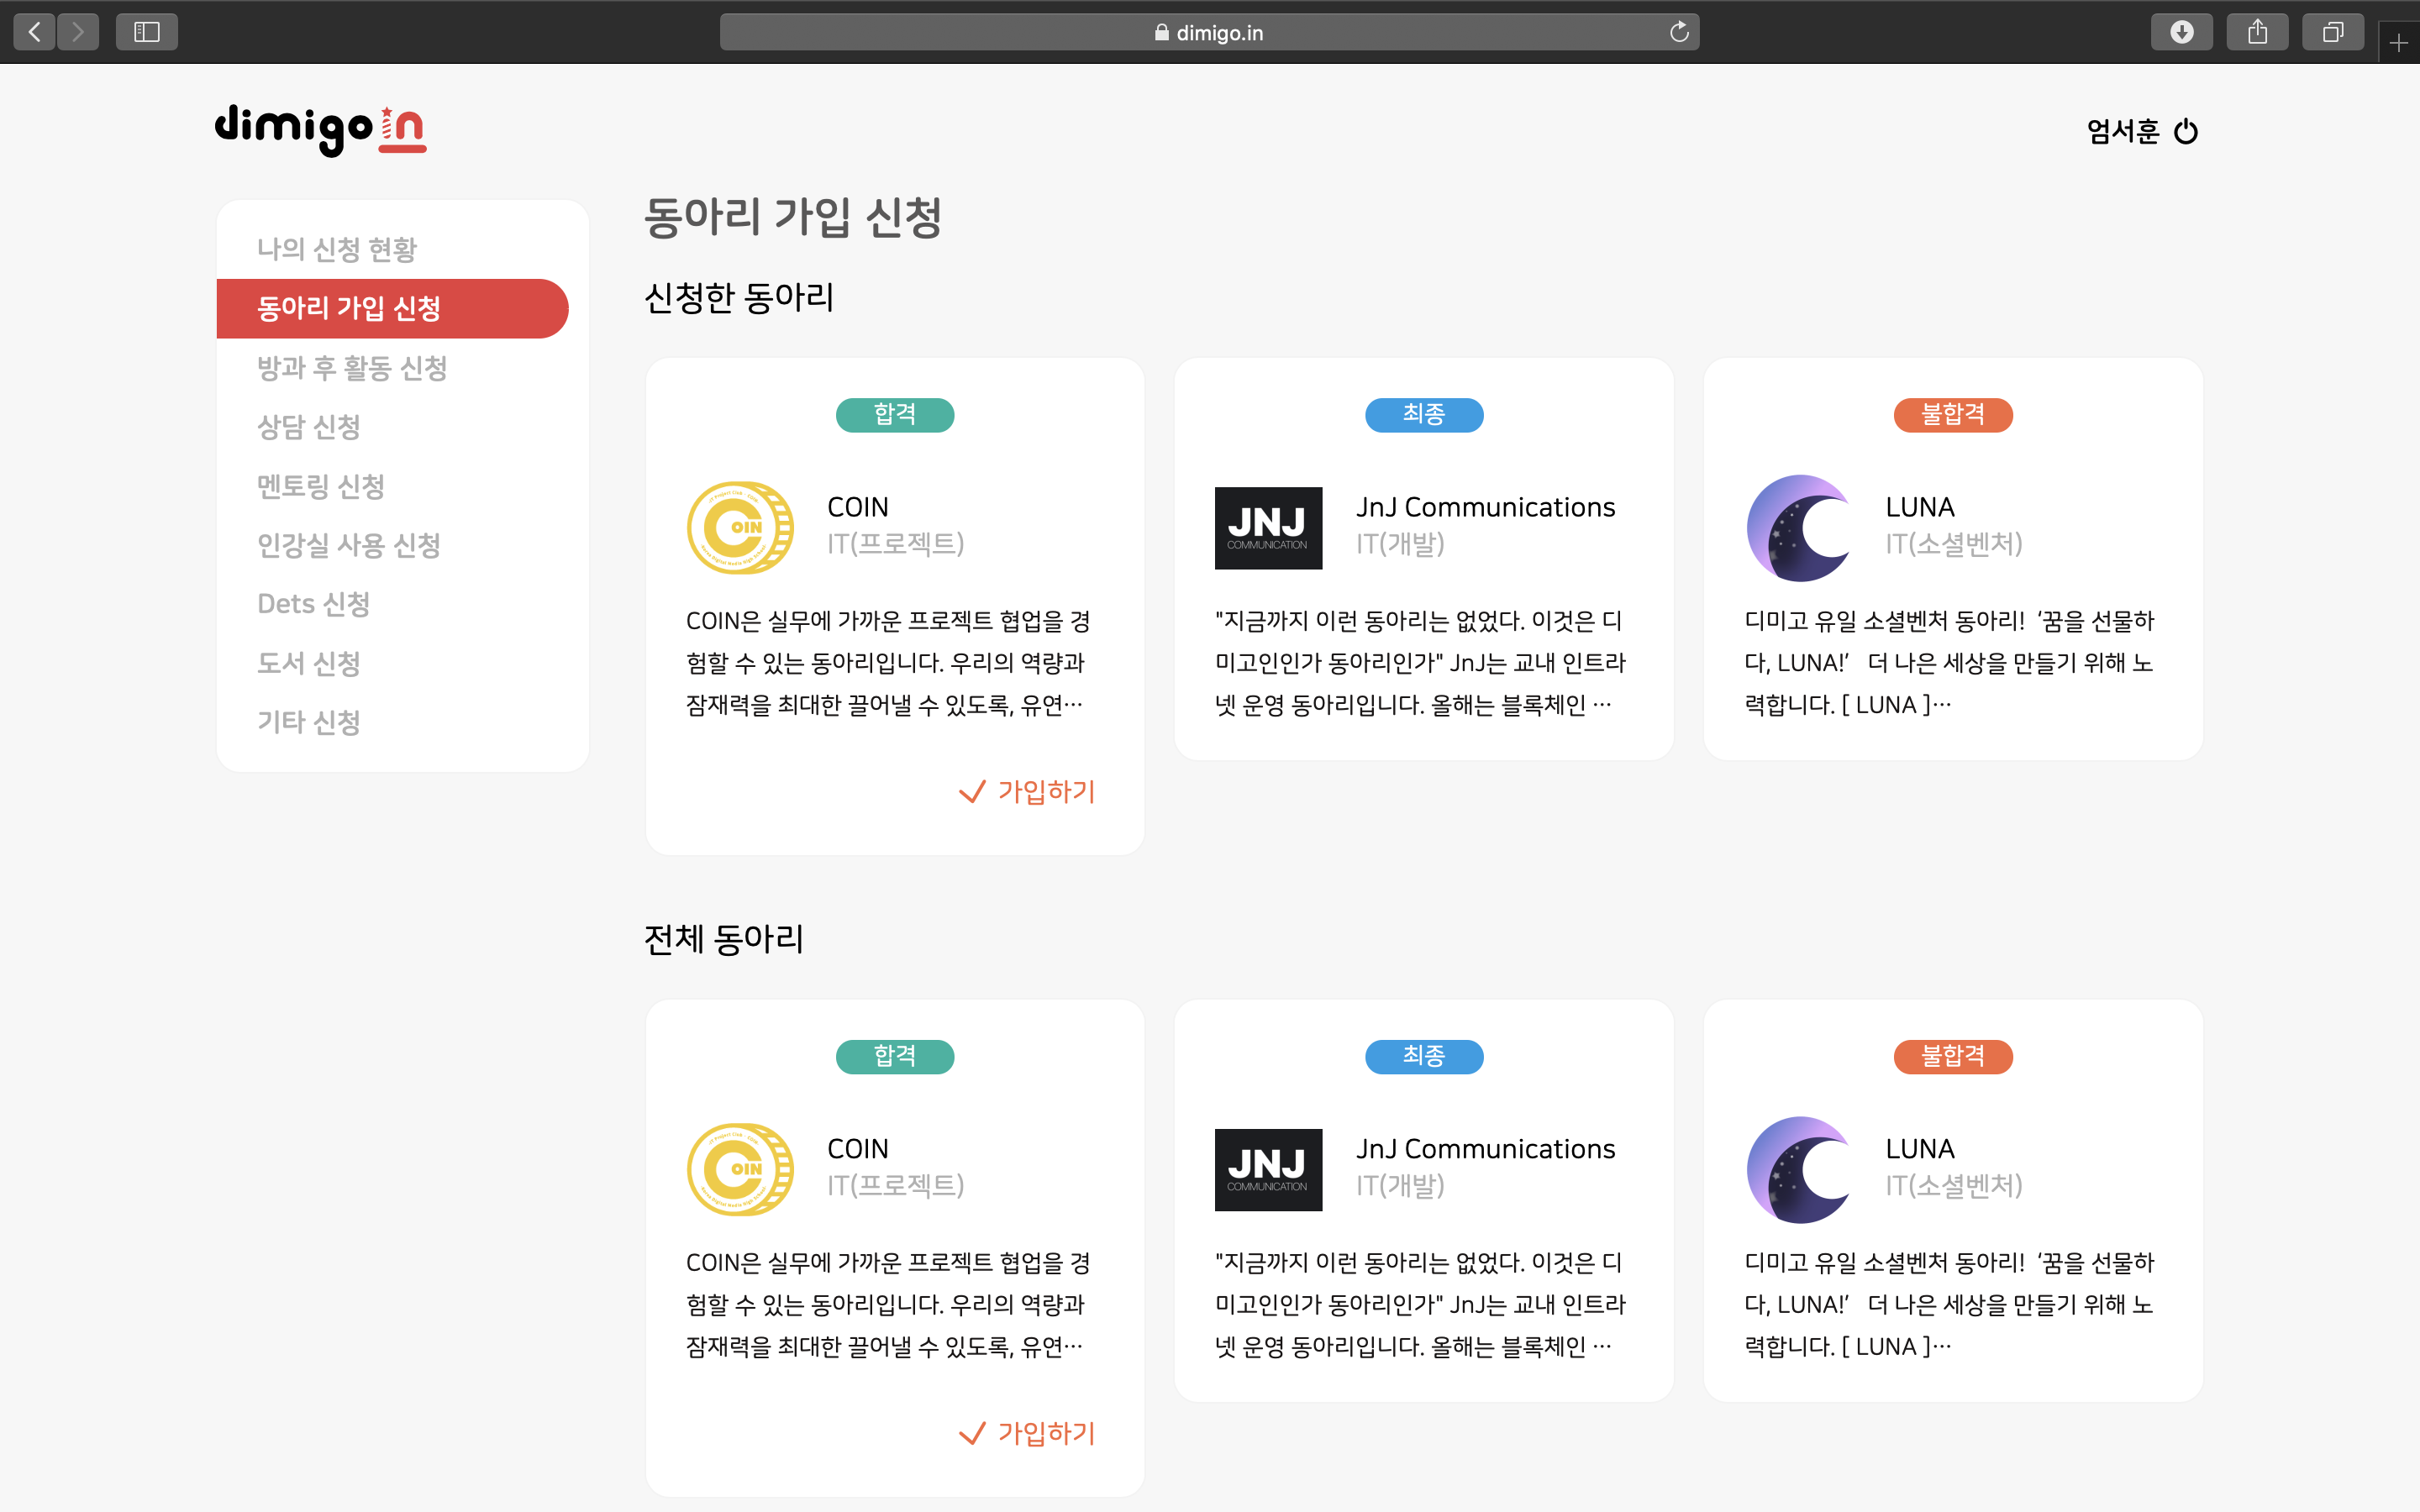 dimigo.in
dimigo in
엄서훈
나의 신청 현황
동아리 가입 신청
방과 후 활동 신청
상담 신청
멘토링 신청
인강실 사용 신청
Dets 신청
도서 신청
기타 신청
동아리 가입 신청
신청한 동아리
합격
COIN
COIN
IT(프로젝트)
COIN은 실무에 가까운 프로젝트 협업을 경
험할 수 있는 동아리입니다. 우리의 역량과
잠재력을 최대한 끌어낼 수 있도록, 유연…
가입하기
최종
JNJ
COMMUNICATION
JnJ Communications
IT(개발)
"지금까지 이런 동아리는 없었다. 이것은 디
미고인인가 동아리인가" JnJ는 교내 인트라
넷 운영 동아리입니다. 올해는 블록체인 …
불합격
LUNA
IT(소셜벤처)
디미고 유일 소셜벤처 동아리! ‘꿈을 선물하
다, LUNA!’ 더 나은 세상을 만들기 위해 노
력합니다. [ LUNA ]…
전체 동아리
합격
COIN
COIN
IT(프로젝트)
COIN은 실무에 가까운 프로젝트 협업을 경
험할 수 있는 동아리입니다. 우리의 역량과
잠재력을 최대한 끌어낼 수 있도록, 유연…
가입하기
최종
JNJ
COMMUNICATION
JnJ Communications
IT(개발)
"지금까지 이런 동아리는 없었다. 이것은 디
미고인인가 동아리인가" JnJ는 교내 인트라
넷 운영 동아리입니다. 올해는 블록체인 …
불합격
LUNA
IT(소셜벤처)
디미고 유일 소셜벤처 동아리! ‘꿈을 선물하
다, LUNA!’ 더 나은 세상을 만들기 위해 노
력합니다. [ LUNA ]…